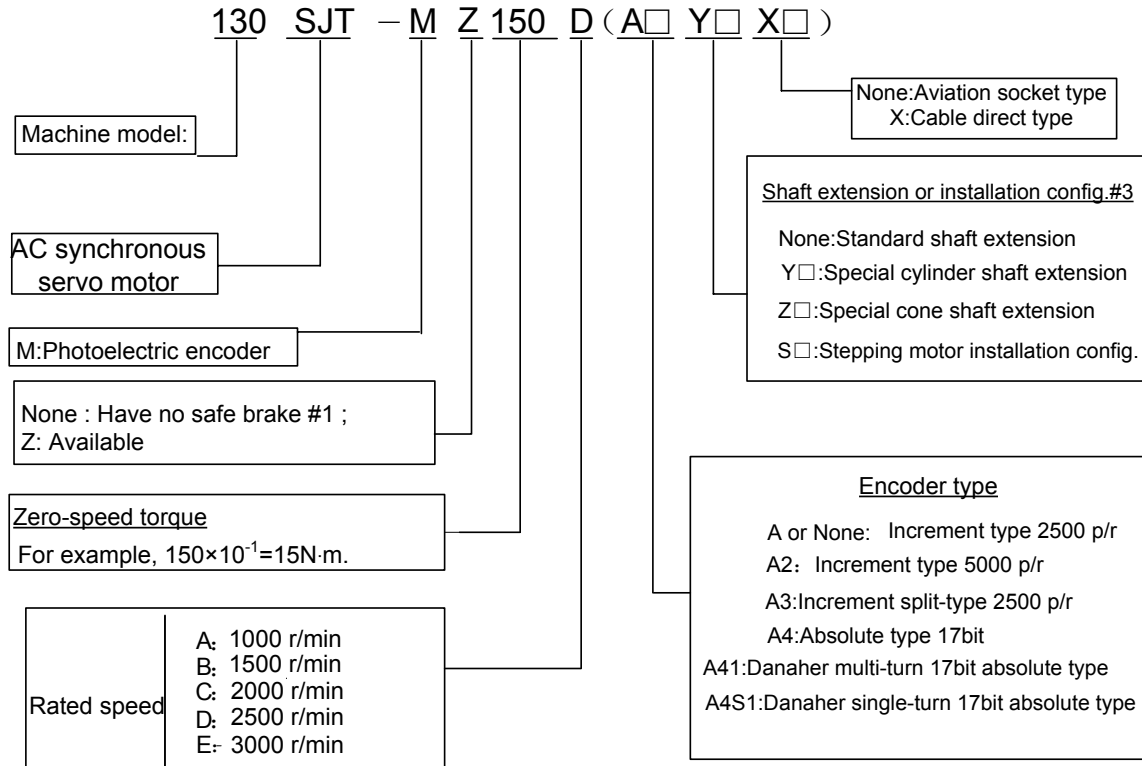 130 SJT －M Z 150 D（A□ Y□ X□）
None:Aviation socket type
X:Cable direct type
Machine model:
Shaft extension or installation config.#3
None:Standard shaft extension
Y□:Special cylinder shaft extension
Z□:Special cone shaft extension
S□:Stepping motor installation config.
AC synchronous
servo motor
M:Photoelectric encoder
None : Have no safe brake #1 ;
Z: Available
Zero-speed torque
For example, 150×10⁻¹=15N·m.
Encoder type
A or None: Increment type 2500 p/r
A2：Increment type 5000 p/r
A3:Increment split-type 2500 p/r
A4:Absolute type 17bit
A41:Danaher multi-turn 17bit absolute type
A4S1:Danaher single-turn 17bit absolute type
Rated speed
A：1000 r/min
B：1500 r/min
C：2000 r/min
D：2500 r/min
E：3000 r/min